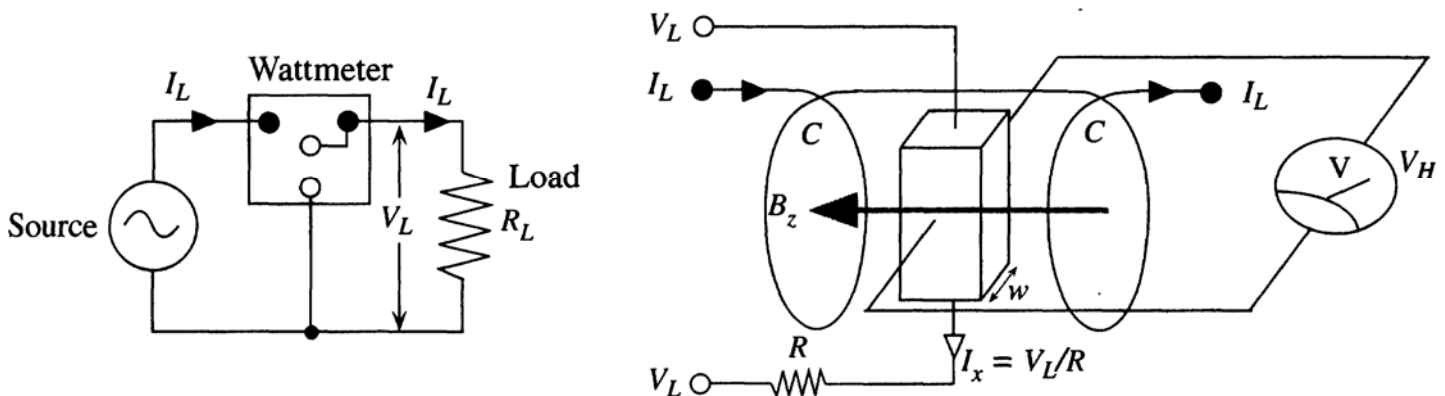 Wattmeter
I_L
I_L
Source
V_L
R_L
Load
V_L
I_L
C
C
I_L
B_z
w
V
V_H
R
I_x = V_L/R
V_L